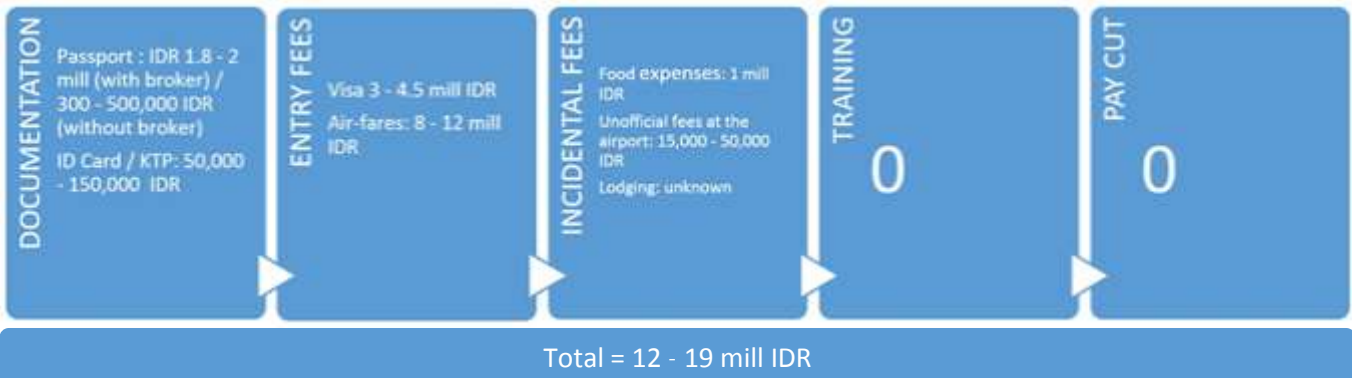 DOCUMENTATION
Passport : IDR 1.8 - 2
mill (with broker) /
300 - 500,000 IDR
(without broker)
ID Card / KTP: 50,000
- 150,000 IDR
ENTRY FEES
Visa 3 - 4.5 mill IDR
Air-fares: 8 - 12 mill
IDR
INCIDENTAL FEES
Food expenses: 1 mill
IDR
Unofficial fees at the
airport: 15,000 - 50,000
IDR
Lodging: unknown
TRAINING
0
PAY CUT
0
Total = 12 - 19 mill IDR